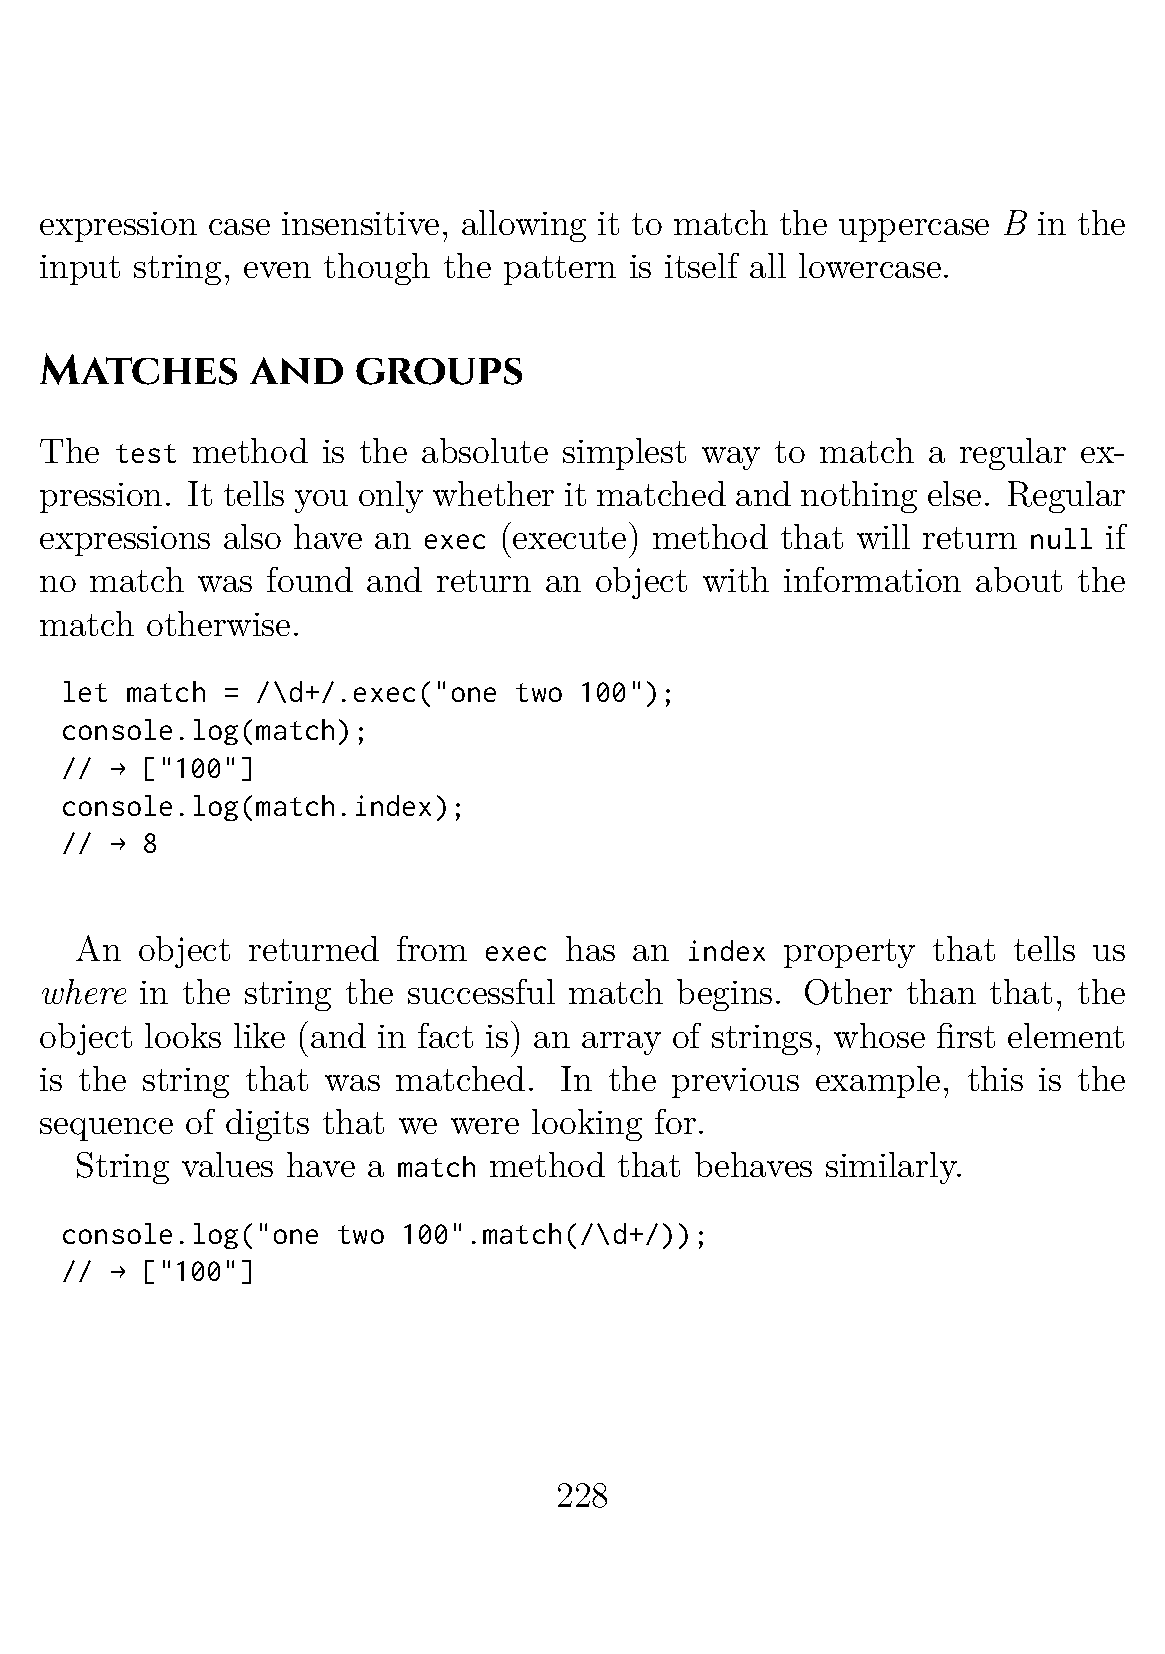 expression case insensitive, allowing it to match the uppercase B in the
input string, even though the pattern is itself all lowercase.
Matches and groups
The test method is the absolute simplest way to match a regular ex-
pression. It tells you only whether it matched and nothing else. Regular
expressions also have an exec (execute) method that will return null if
no match was found and return an object with information about the
match otherwise.
let match = /\d+/.exec("one two 100");
console.log(match);
// → ["100"]
console.log(match.index);
// → 8
An object returned from exec has an index property that tells us
where in the string the successful match begins. Other than that, the
object looks like (and in fact is) an array of strings, whose first element
is the string that was matched. In the previous example, this is the
sequence of digits that we were looking for.
String values have a match method that behaves similarly.
console.log("one two 100".match(/\d+/));
// → ["100"]
228